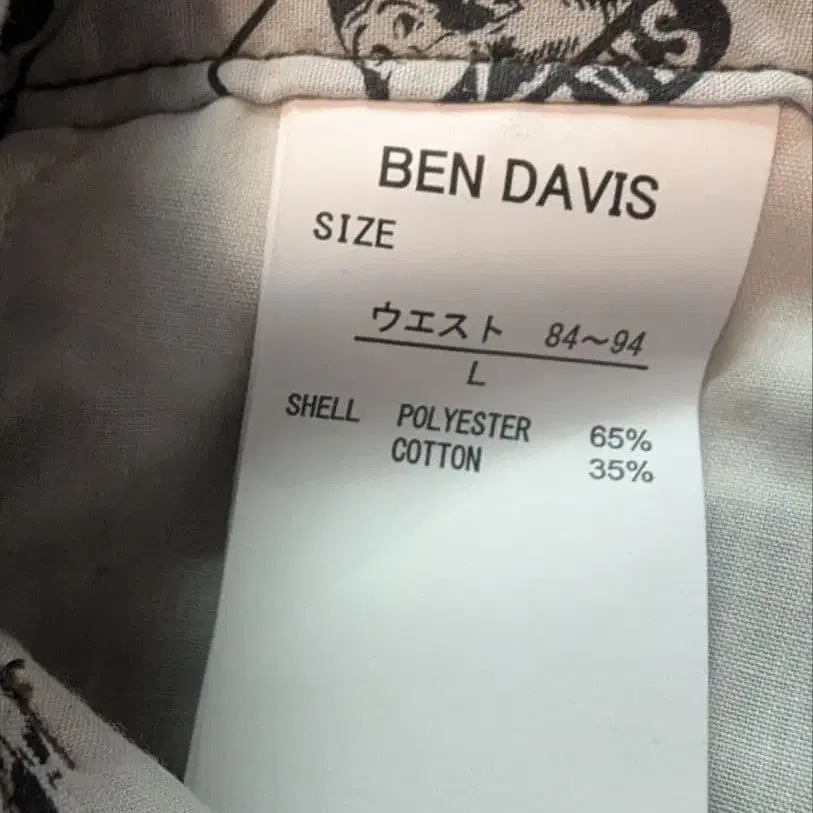 BEN DAVIS
SIZE
ウエスト 84〜94
L
SHELL POLYESTER 65%
COTTON 35%